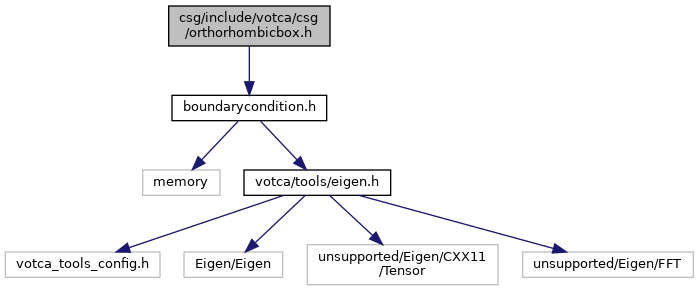 csg/include/votca/csg
/orthorhombicbox.h
boundarycondition.h
memory
votca/tools/eigen.h
votca_tools_config.h
Eigen/Eigen
unsupported/Eigen/CXX11
/Tensor
unsupported/Eigen/FFT